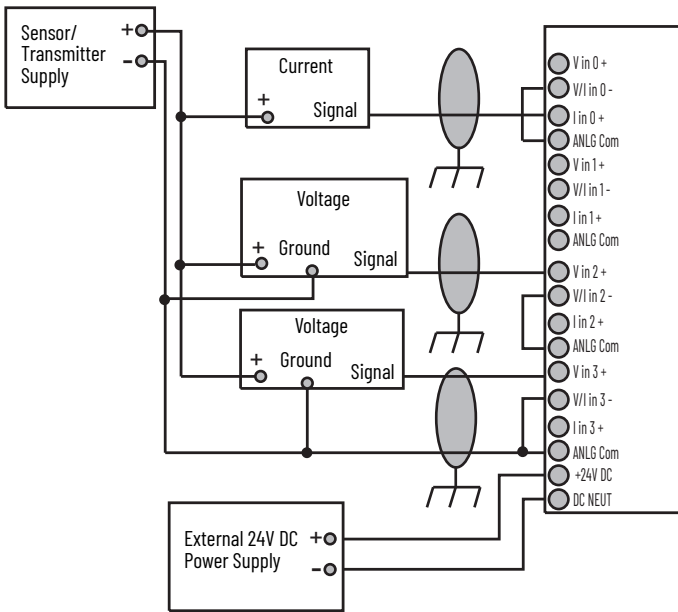 Sensor/
Transmitter
Supply
+
-
Current
+
Signal
Voltage
+
Ground
Signal
Voltage
+
Ground
Signal
External 24V DC
Power Supply
+
-
V in 0 +
V/I in 0 -
I in 0 +
ANLG Com
V in 1 +
V/I in 1 -
I in 1 +
ANLG Com
V in 2 +
V/I in 2 -
I in 2 +
ANLG Com
V in 3 +
V/I in 3 -
I in 3 +
ANLG Com
+24V DC
DC NEUT